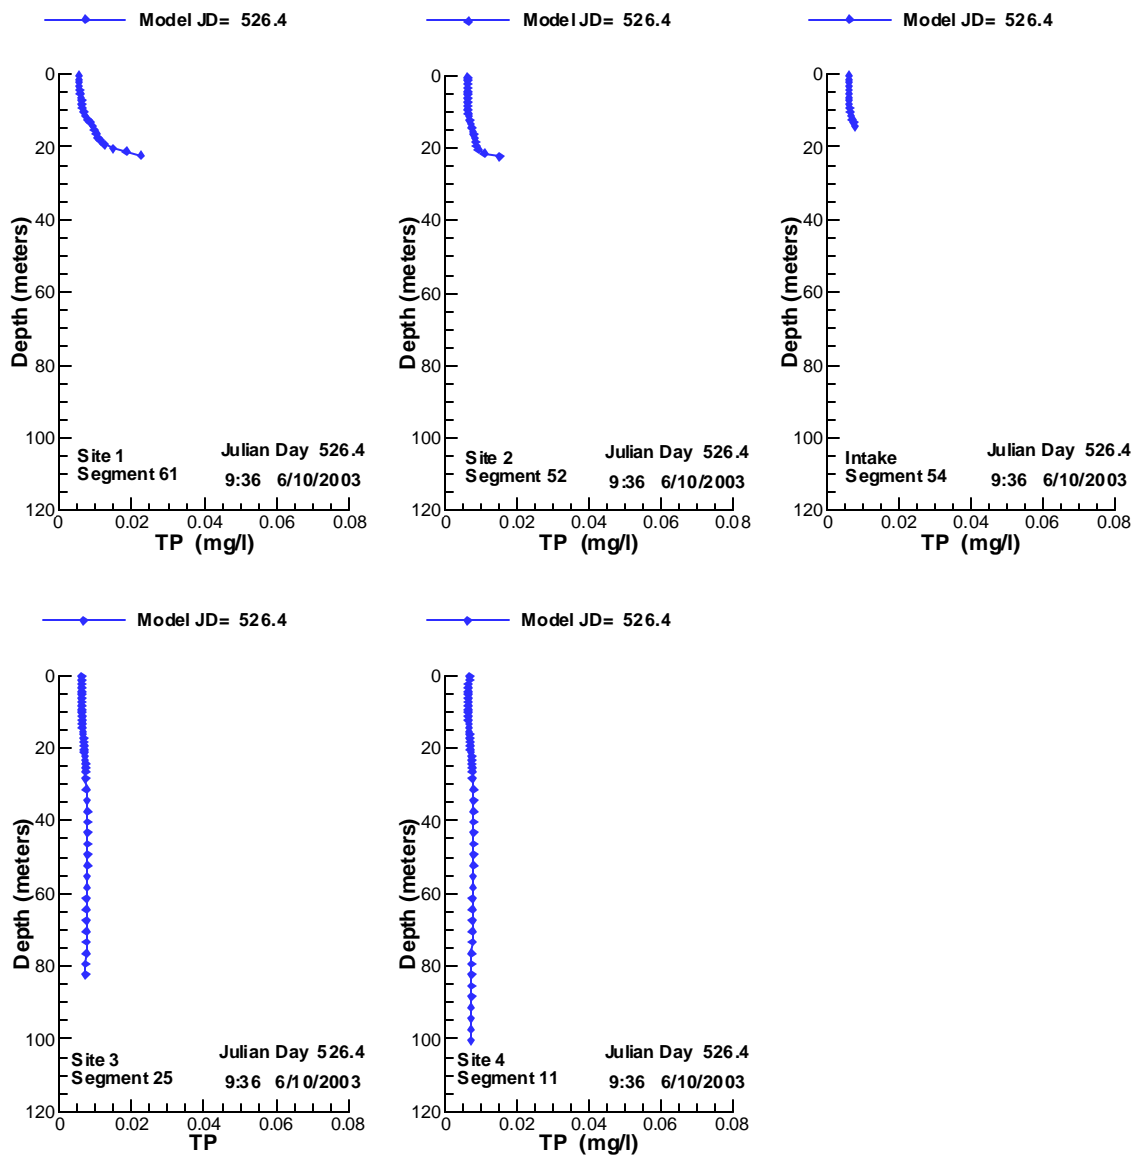 Model JD= 526.4
0
20
40
60
80
100
120
Depth (meters)
Site 1
Segment 61
Julian Day 526.4
9:36 6/10/2003
0 0.02 0.04 0.06 0.08
TP (mg/l)
Model JD= 526.4
0
20
40
60
80
100
120
Depth (meters)
Site 2
Segment 52
Julian Day 526.4
9:36 6/10/2003
0 0.02 0.04 0.06 0.08
TP (mg/l)
Model JD= 526.4
0
20
40
60
80
100
120
Depth (meters)
Intake
Segment 54
Julian Day 526.4
9:36 6/10/2003
0 0.02 0.04 0.06 0.08
TP (mg/l)
Model JD= 526.4
0
20
40
60
80
100
120
Depth (meters)
Site 3
Segment 25
Julian Day 526.4
9:36 6/10/2003
0 0.02 0.04 0.06 0.08
TP
Model JD= 526.4
0
20
40
60
80
100
120
Depth (meters)
Site 4
Segment 11
Julian Day 526.4
9:36 6/10/2003
0 0.02 0.04 0.06 0.08
TP (mg/l)